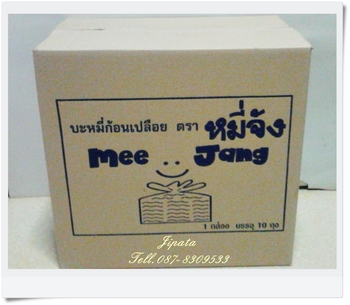 บะหมี่ก้อนเปลือย ตรา หมี่จัง
mee Jang
1 กล่อง บรรจุ 10 ถุง
Jipata
Tell.087-8309533